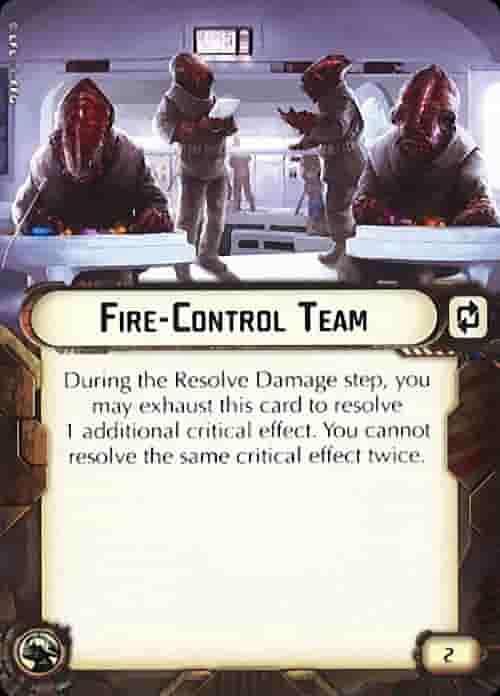 FIRE-CONTROL TEAM
During the Resolve Damage step, you
may exhaust this card to resolve
1 additional critical effect. You cannot
resolve the same critical effect twice.
2